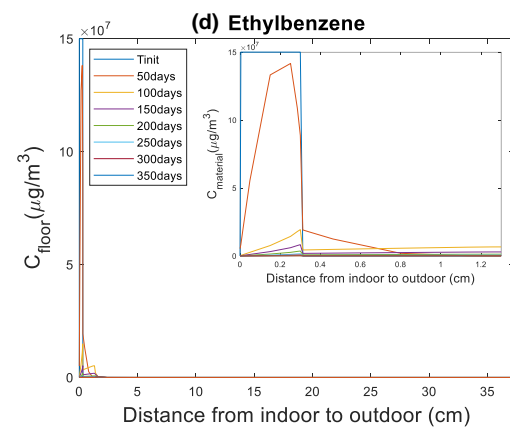 (d) Ethylbenzene
×10⁷
15
10
5
0
C_floor(μg/m³)
0 5 10 15 20 25 30 35
Distance from indoor to outdoor (cm)
Tinit
50days
100days
150days
200days
250days
300days
350days
×10⁷
15
10
5
0
C_material(μg/m³)
0 0.2 0.4 0.6 0.8 1 1.2
Distance from indoor to outdoor (cm)